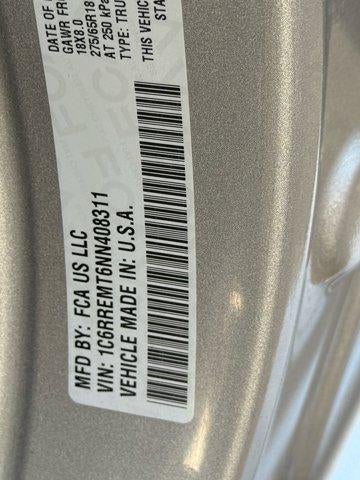 DATE OF
GAWR FR
18X8.0
275/65R18
AT 250 kPa
TYPE: TRU
THIS VEHIC
STA
MFD BY: FCA US LLC
VIN: 1C6RREMT6NN408311
VEHICLE MADE IN: U.S.A.